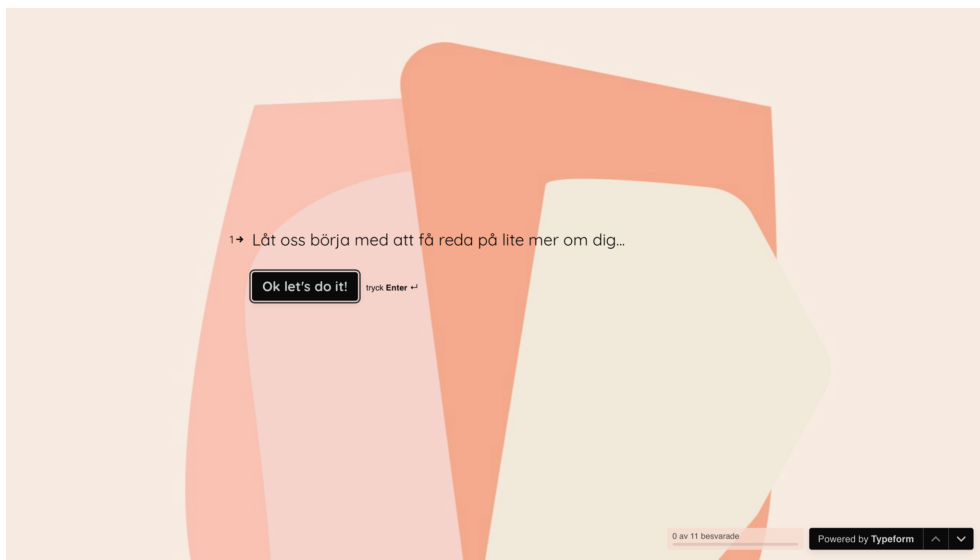 1→ Låt oss börja med att få reda på lite mer om dig...
Ok let's do it! tryck Enter ↵
0 av 11 besvarade
Powered by Typeform